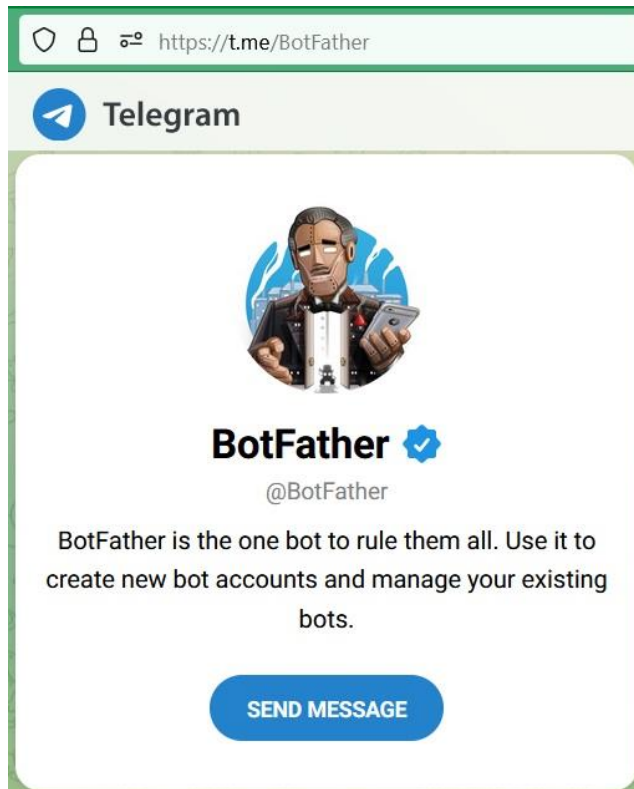 https://t.me/BotFather
Telegram
BotFather
@BotFather
BotFather is the one bot to rule them all. Use it to
create new bot accounts and manage your existing
bots.
SEND MESSAGE